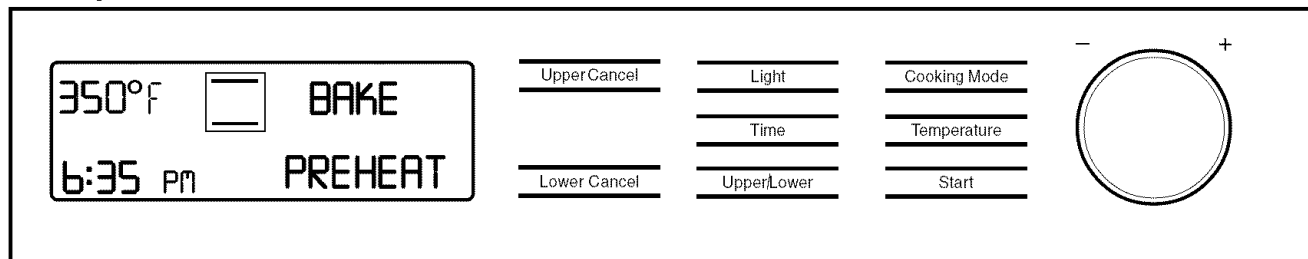 350°F BAKE
6:35 PM PREHEAT
Upper Cancel
Lower Cancel
Light
Time
Upper/Lower
Cooking Mode
Temperature
Start
− +